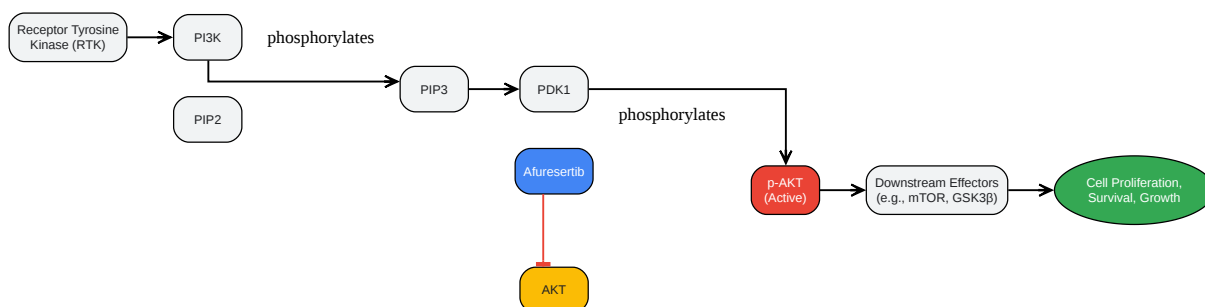 Receptor Tyrosine
Kinase (RTK)
PI3K
phosphorylates
PIP2
PIP3
PDK1
phosphorylates
Afuresertib
AKT
p-AKT
(Active)
Downstream Effectors
(e.g., mTOR, GSK3β)
Cell Proliferation,
Survival, Growth